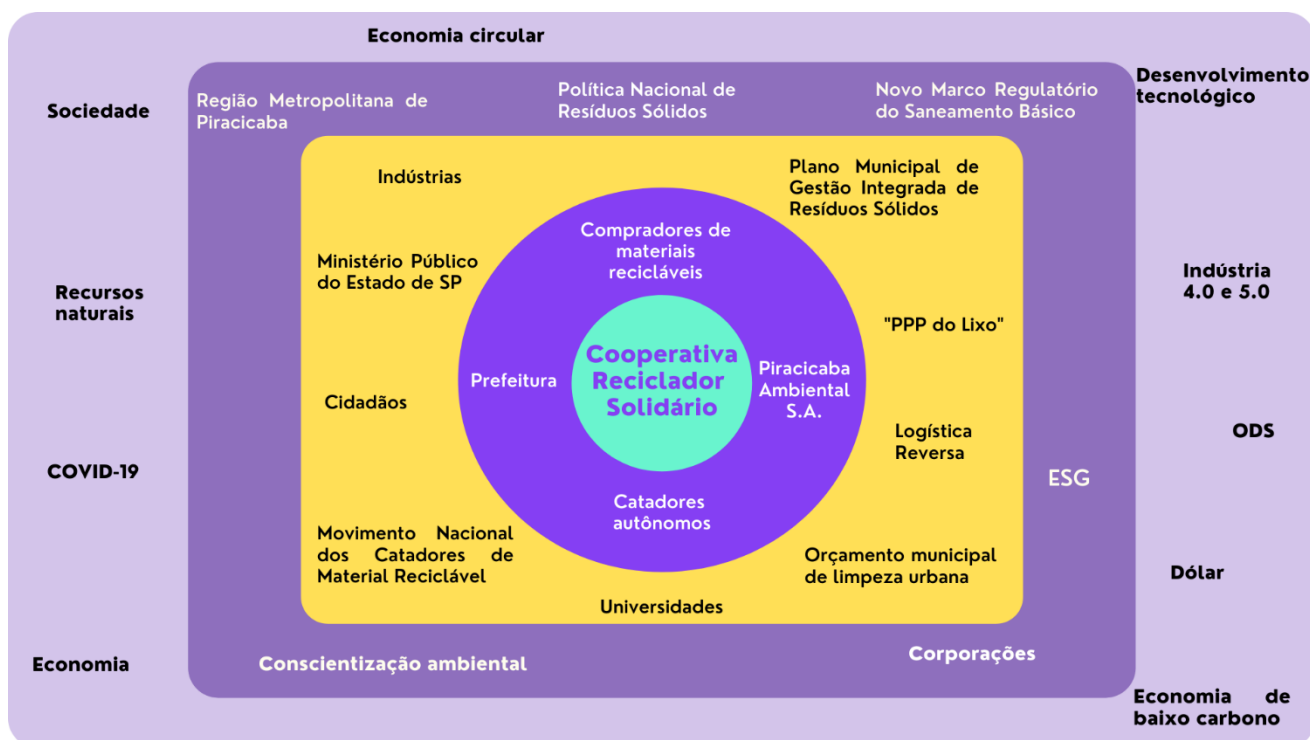 Economia circular
Sociedade
Região Metropolitana de
Piracicaba
Política Nacional de
Resíduos Sólidos
Novo Marco Regulatório
do Saneamento Básico
Desenvolvimento
tecnológico
Indústrias
Plano Municipal de
Gestão Integrada de
Resíduos Sólidos
Compradores de
materiais
recicláveis
Ministério Público
do Estado de SP
Recursos
naturais
Indústria
4.0 e 5.0
"PPP do Lixo"
Cooperativa
Reciclador
Solidário
Prefeitura
Piracicaba
Ambiental
S.A.
Cidadãos
Logística
Reversa
ODS
COVID-19
ESG
Catadores
autônomos
Movimento Nacional
dos Catadores de
Material Reciclável
Orçamento municipal
de limpeza urbana
Dólar
Universidades
Economia
Conscientização ambiental
Corporações
Economia de
baixo carbono